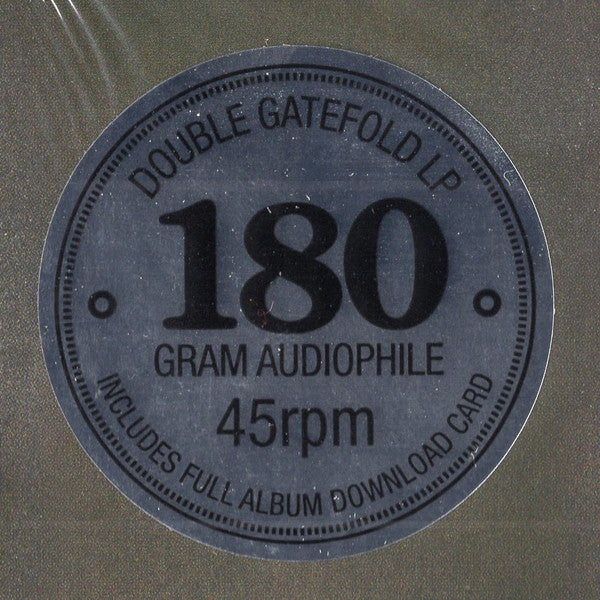 DOUBLE GATEFOLD LP
180
GRAM AUDIOPHILE
45rpm
INCLUDES FULL ALBUM DOWNLOAD CARD